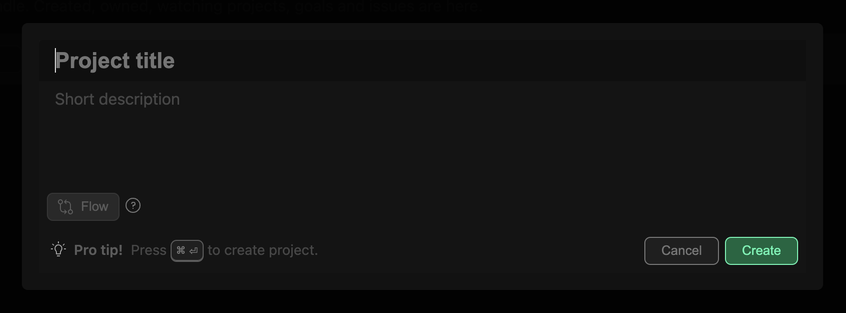 Project title
Short description
Flow ?
Pro tip! Press ⌘ ⏎ to create project.
Cancel
Create